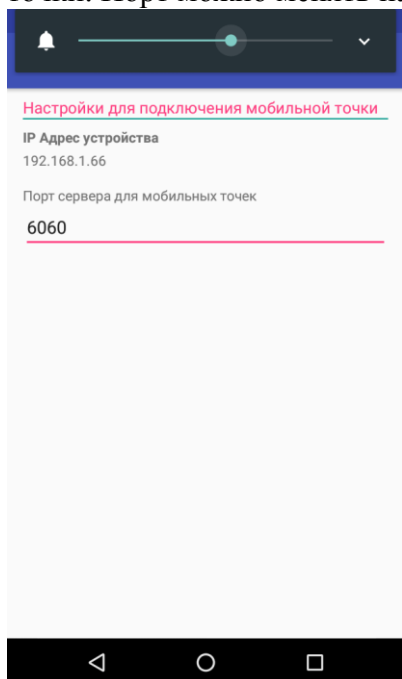 Настройки для подключения мобильной точки
IP Адрес устройства
192.168.1.66
Порт сервера для мобильных точек
6060